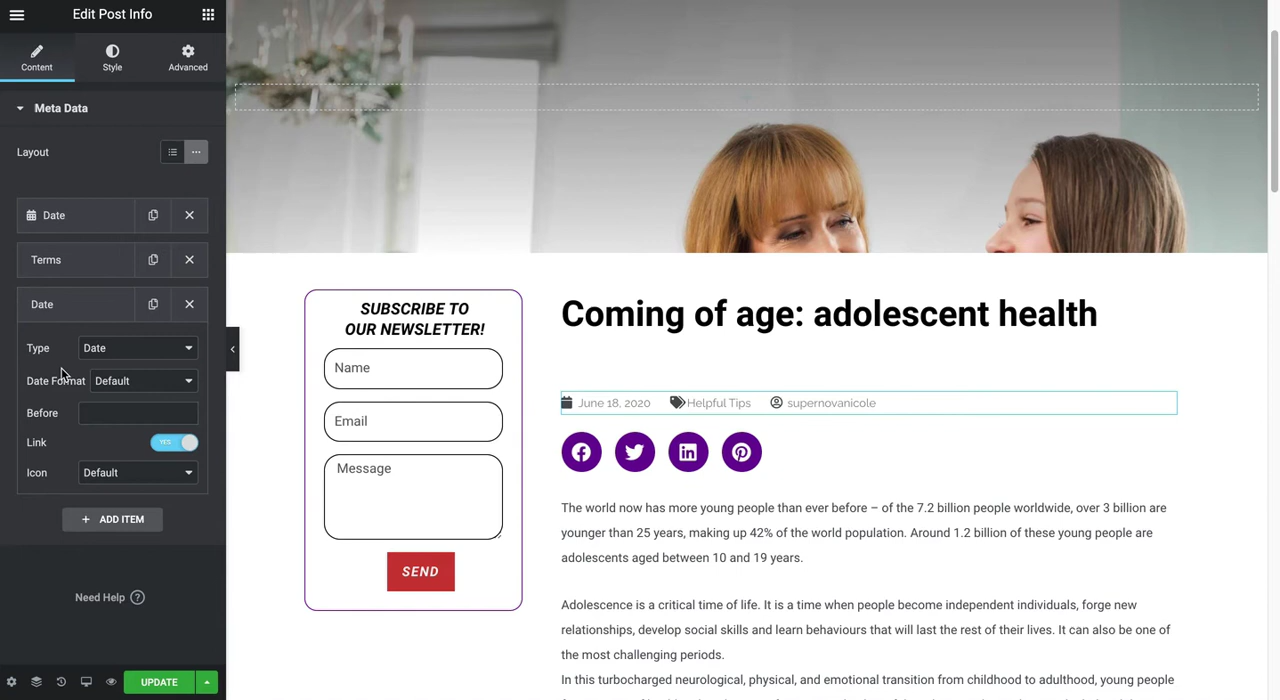 Edit Post Info
Content
Style
Advanced
Meta Data
Layout
Date
Terms
Date
Type
Date
Date Format
Default
Before
Link
YES
Icon
Default
+ ADD ITEM
Need Help ?
UPDATE
SUBSCRIBE TO
OUR NEWSLETTER!
Name
Email
Message
SEND
Coming of age: adolescent health
June 18, 2020 Helpful Tips supernovanicole
The world now has more young people than ever before – of the 7.2 billion people worldwide, over 3 billion are
younger than 25 years, making up 42% of the world population. Around 1.2 billion of these young people are
adolescents aged between 10 and 19 years.
Adolescence is a critical time of life. It is a time when people become independent individuals, forge new
relationships, develop social skills and learn behaviours that will last the rest of their lives. It can also be one of
the most challenging periods.
In this turbocharged neurological, physical, and emotional transition from childhood to adulthood, young people